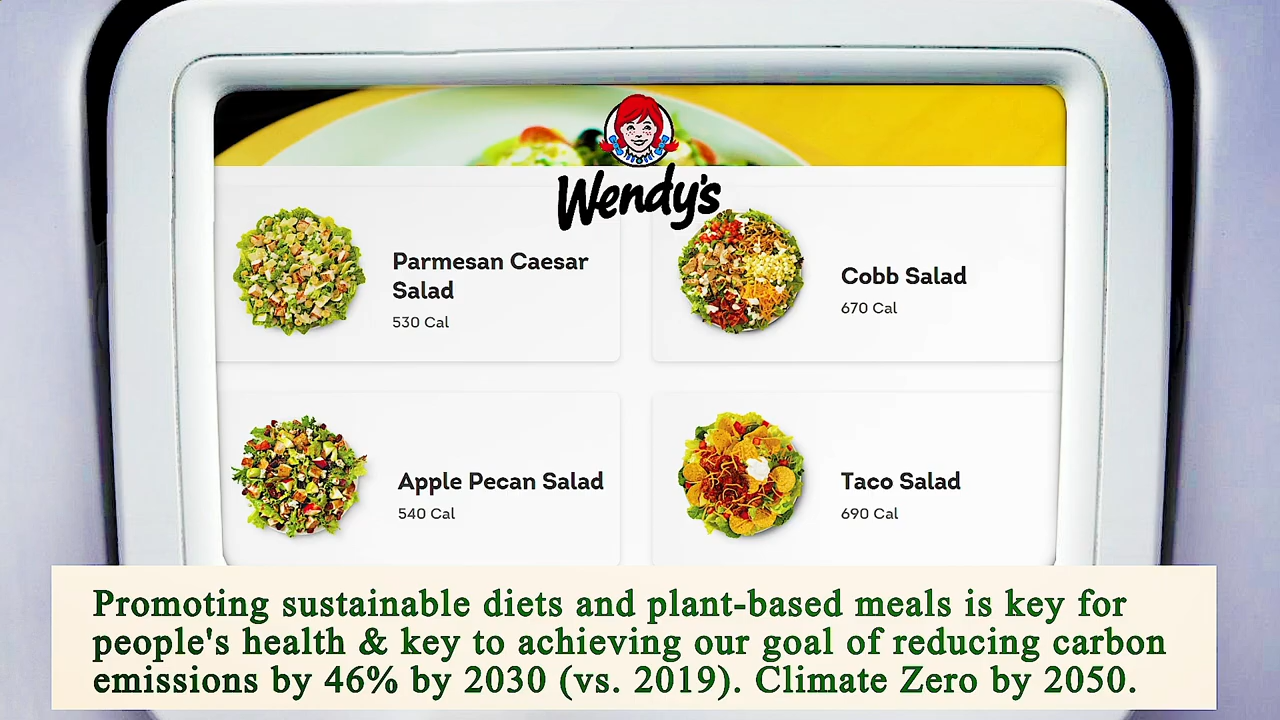 Wendy's
Parmesan Caesar
Salad
530 Cal
Cobb Salad
670 Cal
Apple Pecan Salad
540 Cal
Taco Salad
690 Cal
Promoting sustainable diets and plant-based meals is key for
people's health & key to achieving our goal of reducing carbon
emissions by 46% by 2030 (vs. 2019). Climate Zero by 2050.